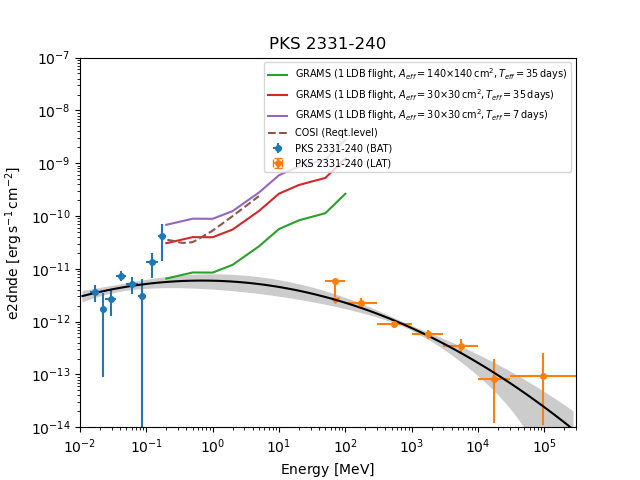 PKS 2331-240
e2dnde [erg s⁻¹ cm⁻²]
10⁻⁷
10⁻⁸
10⁻⁹
10⁻¹⁰
10⁻¹¹
10⁻¹²
10⁻¹³
10⁻¹⁴
GRAMS (1 LDB flight, A_eff = 140×140 cm², T_eff = 35 days)
GRAMS (1 LDB flight, A_eff = 30×30 cm², T_eff = 35 days)
GRAMS (1 LDB flight, A_eff = 30×30 cm², T_eff = 7 days)
COSI (Reqt.level)
PKS 2331-240 (BAT)
PKS 2331-240 (LAT)
10⁻² 10⁻¹ 10⁰ 10¹ 10² 10³ 10⁴ 10⁵
Energy [MeV]